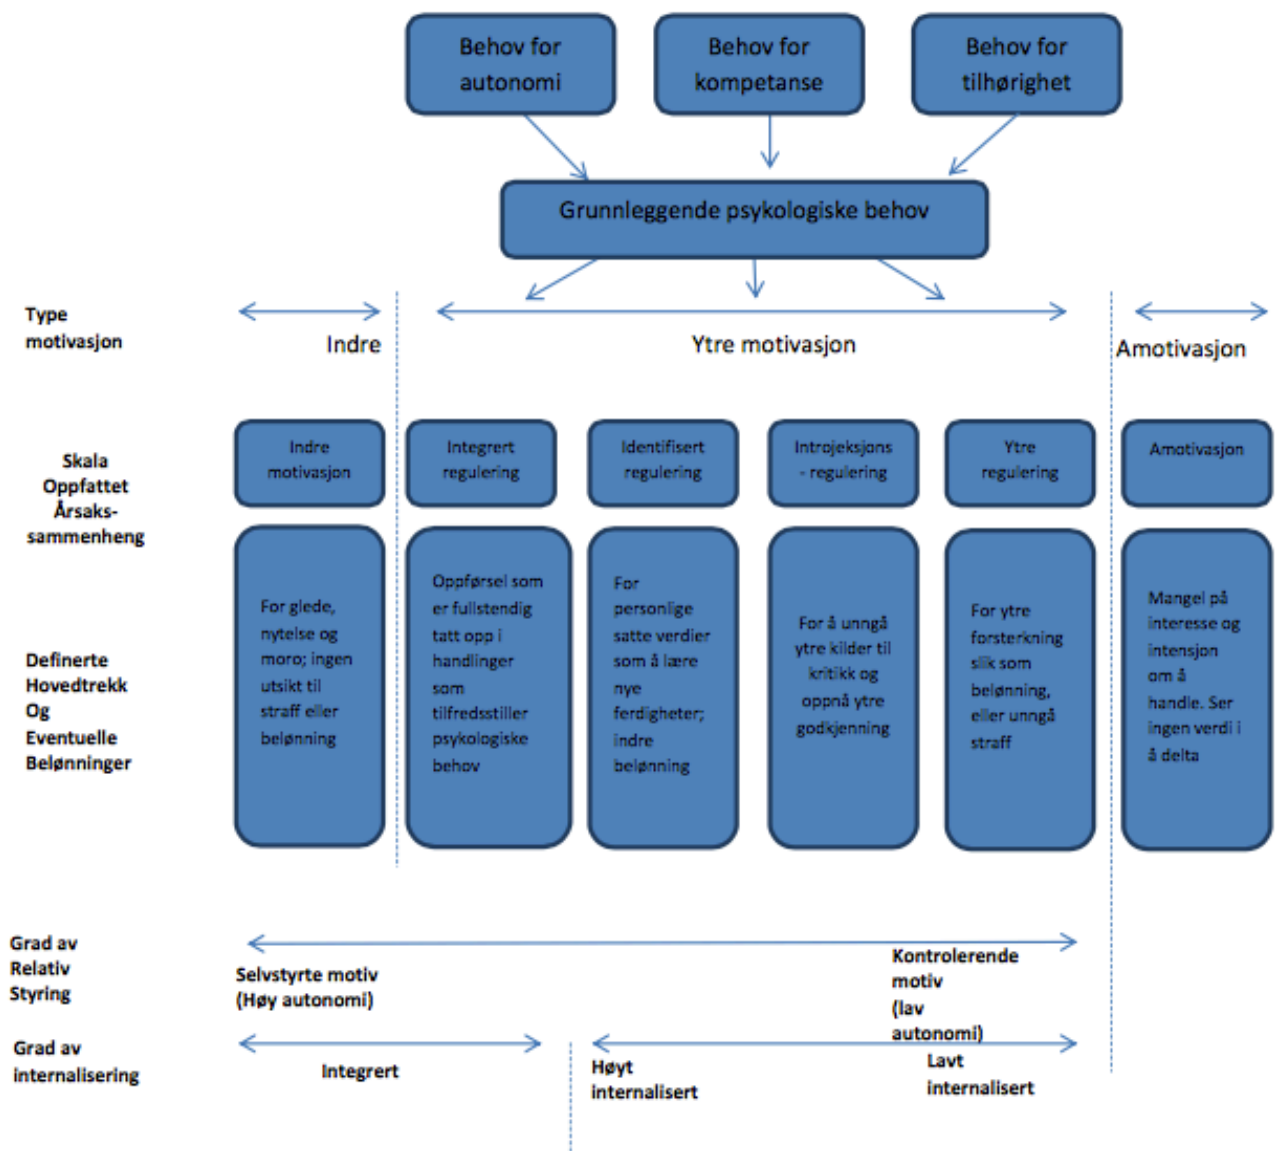 Behov for
autonomi
Behov for
kompetanse
Behov for
tilhørighet
Grunnleggende psykologiske behov
Type
motivasjon
Indre
Ytre motivasjon
Amotivasjon
Skala
Oppfattet
Årsaks-
sammenheng
Indre
motivasjon
Integrert
regulering
Identifisert
regulering
Introjeksjons
- regulering
Ytre
regulering
Amotivasjon
Definerte
Hovedtrekk
Og
Eventuelle
Belønninger
For glede,
nytelse og
moro; ingen
utsikt til
straff eller
belønning
Oppførsel som
er fullstendig
tatt opp i
handlinger
som
tilfredsstiller
psykologiske
behov
For
personlige
satte verdier
som å lære
nye
ferdigheter;
indre
belønning
For å unngå
ytre kilder til
kritikk og
oppnå ytre
godkjenning
For ytre
forsterkning
slik som
belønning,
eller unngå
straff
Mangel på
interesse og
intensjon
om å
handle. Ser
ingen verdi i
å delta
Grad av
Relativ
Styring
Selvstyrte motiv
(Høy autonomi)
Kontrolerende
motiv
(lav
autonomi)
Grad av
internalisering
Integrert
Høyt
internalisert
Lavt
internalisert